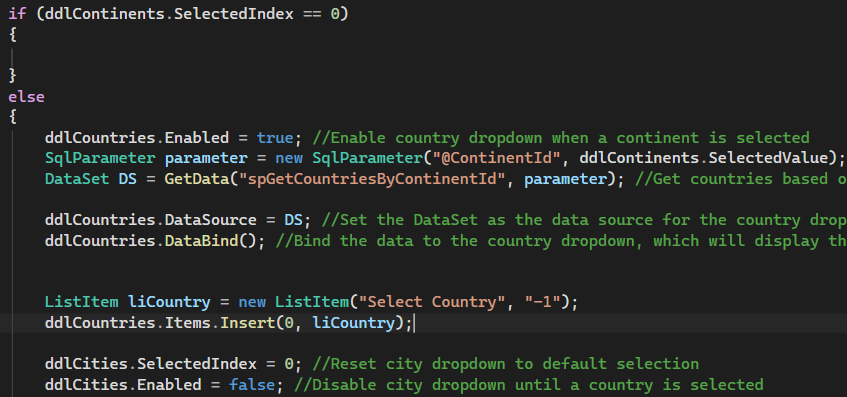 if (ddlContinents.SelectedIndex == 0)
{
}
else
{
ddlCountries.Enabled = true; //Enable country dropdown when a continent is selected
SqlParameter parameter = new SqlParameter("@ContinentId", ddlContinents.SelectedValue);
DataSet DS = GetData("spGetCountriesByContinentId", parameter); //Get countries based o
ddlCountries.DataSource = DS; //Set the DataSet as the data source for the country drop
ddlCountries.DataBind(); //Bind the data to the country dropdown, which will display th
ListItem liCountry = new ListItem("Select Country", "-1");
ddlCountries.Items.Insert(0, liCountry);
ddlCities.SelectedIndex = 0; //Reset city dropdown to default selection
ddlCities.Enabled = false; //Disable city dropdown until a country is selected